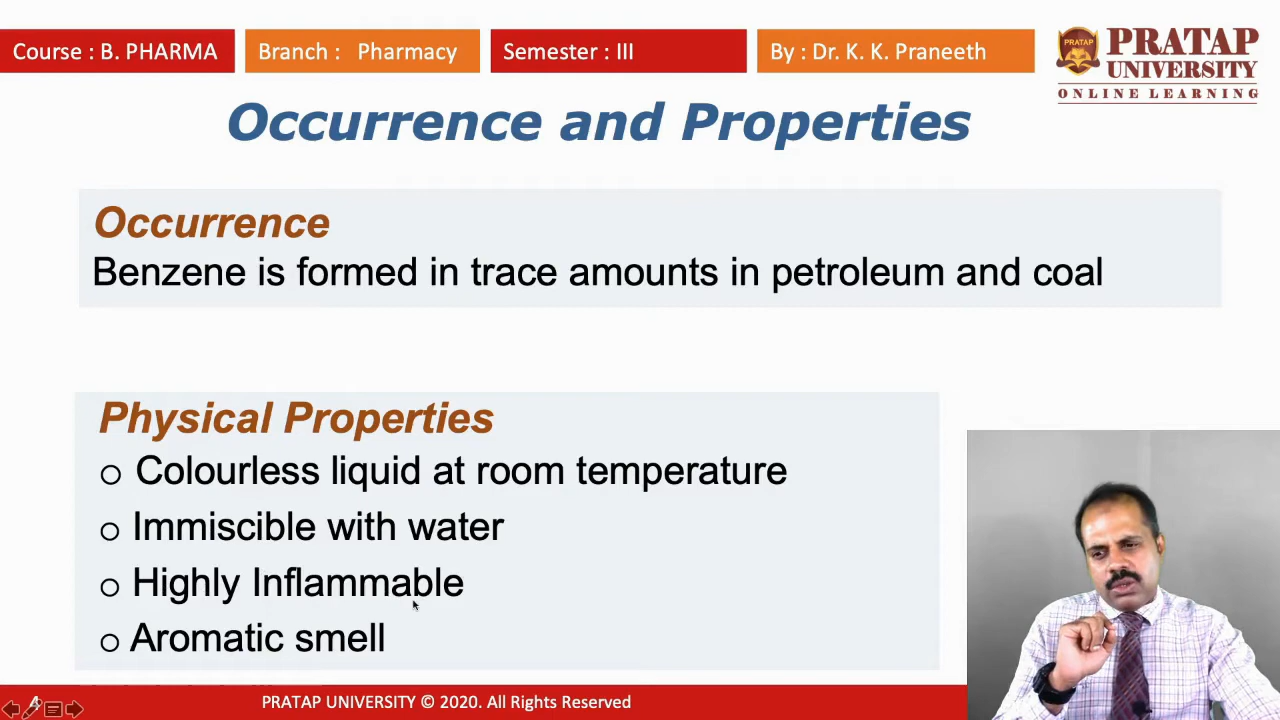 Course : B. PHARMA
Branch : Pharmacy
Semester : III
By : Dr. K. K. Praneeth
PRATAP
PRATAP
UNIVERSITY
ONLINE LEARNING
Occurrence and Properties
Occurrence
Benzene is formed in trace amounts in petroleum and coal
Physical Properties
o Colourless liquid at room temperature
o Immiscible with water
o Highly Inflammable
o Aromatic smell
4
PRATAP UNIVERSITY © 2020. All Rights Reserved